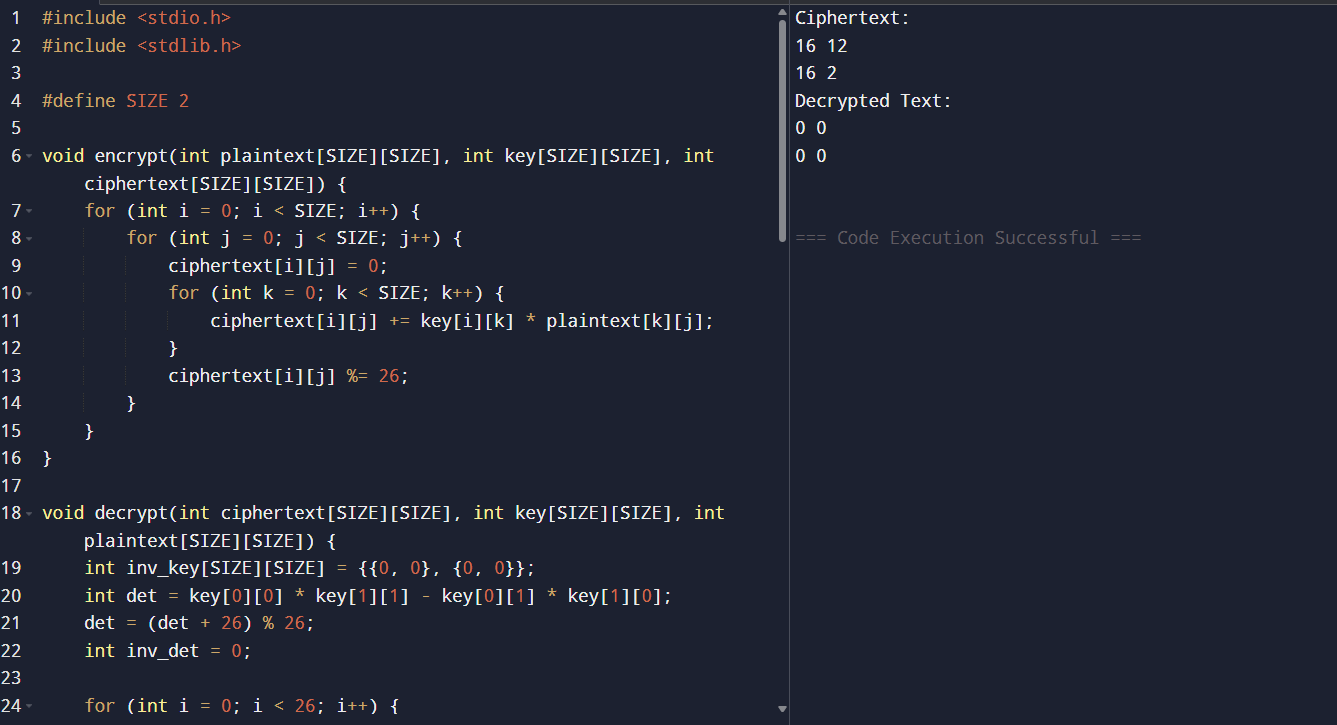 1 #include <stdio.h>
2 #include <stdlib.h>
3
4 #define SIZE 2
5
6 void encrypt(int plaintext[SIZE][SIZE], int key[SIZE][SIZE], int
ciphertext[SIZE][SIZE]) {
7 for (int i = 0; i < SIZE; i++) {
8 for (int j = 0; j < SIZE; j++) {
9 ciphertext[i][j] = 0;
10 for (int k = 0; k < SIZE; k++) {
11 ciphertext[i][j] += key[i][k] * plaintext[k][j];
12 }
13 ciphertext[i][j] %= 26;
14 }
15 }
16 }
17
18 void decrypt(int ciphertext[SIZE][SIZE], int key[SIZE][SIZE], int
plaintext[SIZE][SIZE]) {
19 int inv_key[SIZE][SIZE] = {{0, 0}, {0, 0}};
20 int det = key[0][0] * key[1][1] - key[0][1] * key[1][0];
21 det = (det + 26) % 26;
22 int inv_det = 0;
23
24 for (int i = 0; i < 26; i++) {
Ciphertext:
16 12
16 2
Decrypted Text:
0 0
0 0
=== Code Execution Successful ===